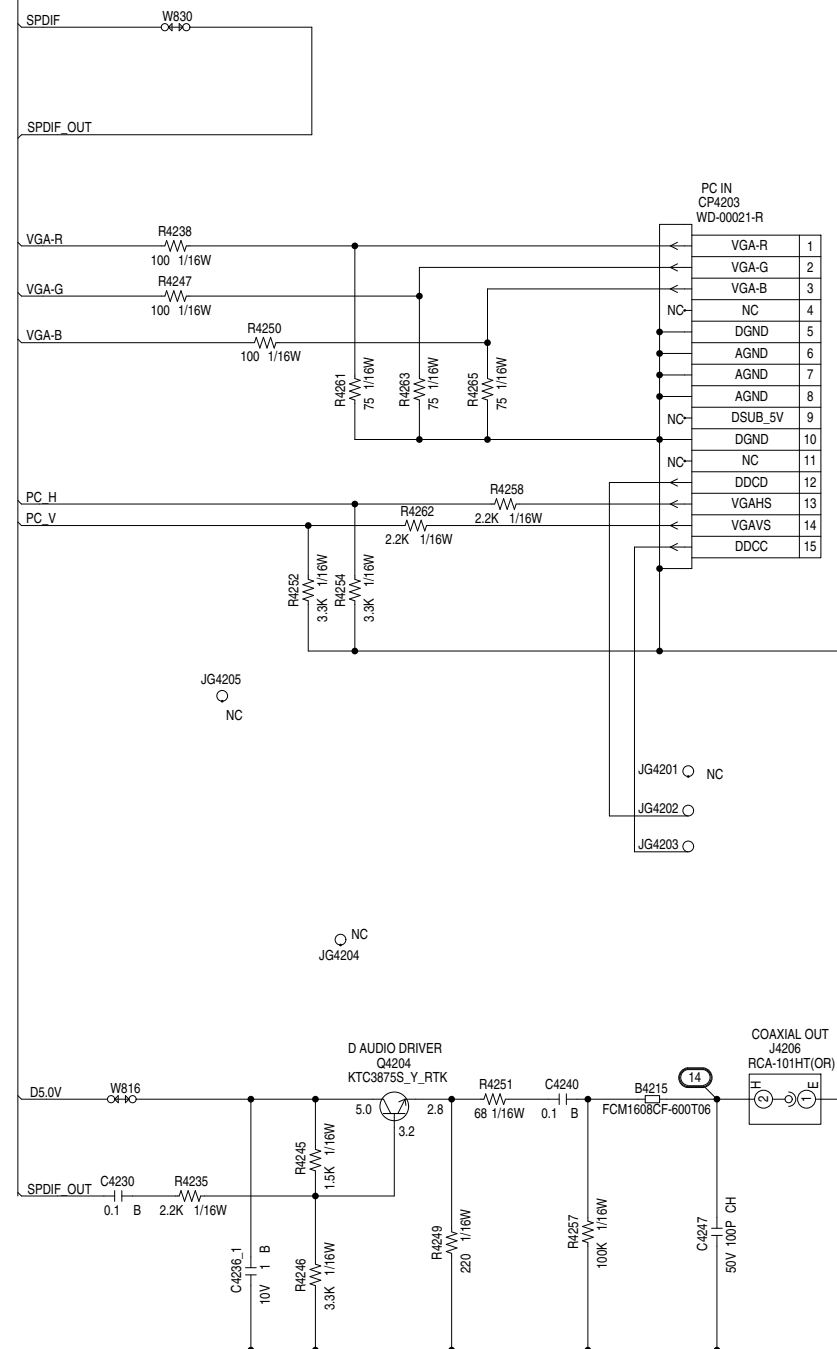 SPDIF
W830
SPDIF_OUT
PC IN
CP4203
WD-00021-R
VGA-R
R4238
100 1/16W
VGA-R 1
VGA-G 2
VGA-G
R4247
100 1/16W
VGA-B 3
NC NC 4
VGA-B
R4250
100 1/16W
DGND 5
AGND 6
R4261
75 1/16W
R4263
75 1/16W
R4265
75 1/16W
AGND 7
AGND 8
NC DSUB_5V 9
DGND 10
NC NC 11
DDCD 12
PC_H
R4258
2.2K 1/16W
VGAHS 13
PC_V
R4262
2.2K 1/16W
VGAVS 14
DDCC 15
R4252
3.3K 1/16W
R4254
3.3K 1/16W
JG4205
NC
JG4201 NC
JG4202
JG4203
NC
JG4204
D AUDIO DRIVER
Q4204
KTC3875S_Y_RTK
COAXIAL OUT
J4206
RCA-101HT(OR)
D5.0V
W816
5.0
2.8
3.2
R4251
68 1/16W
C4240
0.1 B
B4215
FCM1608CF-600T06
14
H
2
1
E
R4245
1.5K 1/16W
SPDIF_OUT
C4230
0.1 B
R4235
2.2K 1/16W
C4236_1
10V 1 B
R4246
3.3K 1/16W
R4249
220 1/16W
R4257
100K 1/16W
C4247
50V 100P CH